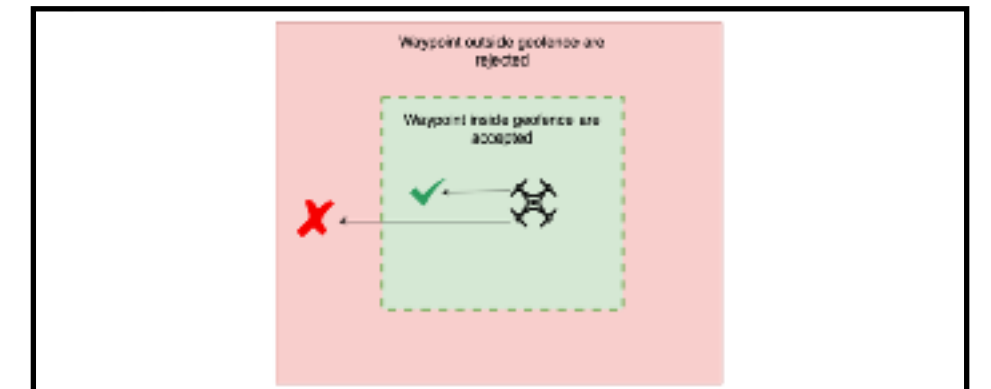 Waypoint outside geofence are
rejected
Waypoint inside geofence are
accepted